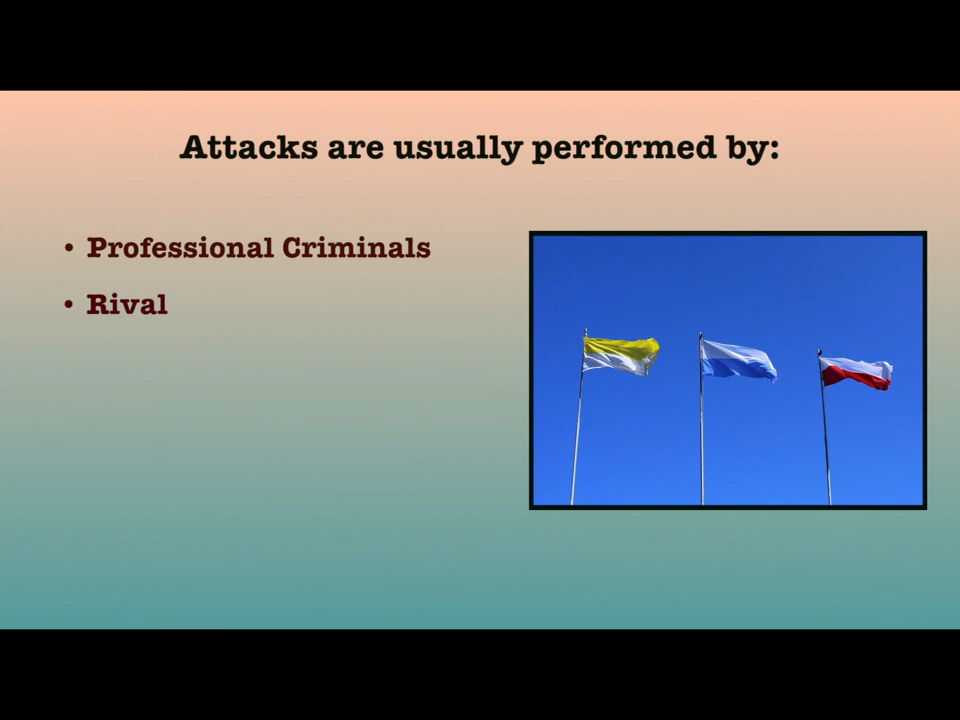 Attacks are usually performed by:
• Professional Criminals
• Rival